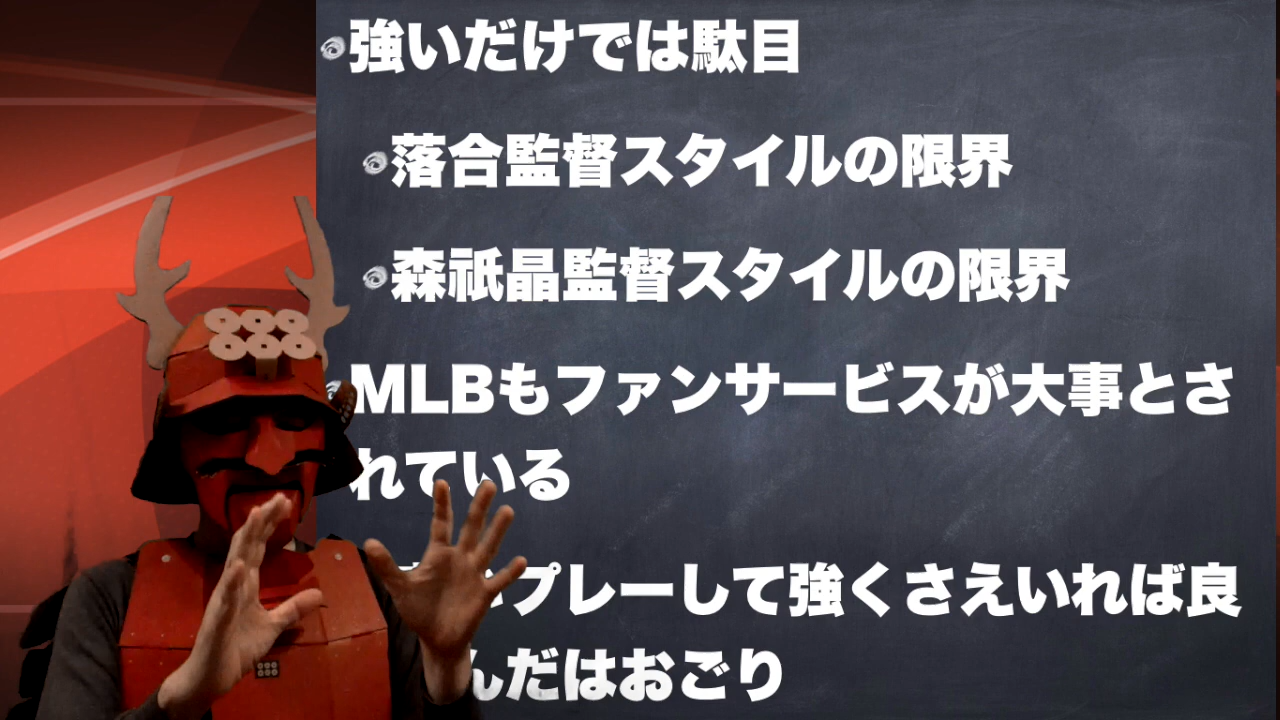 強いだけでは駄目
落合監督スタイルの限界
森祇晶監督スタイルの限界
MLBもファンサービスが大事とさ
れている
プレーして強くさえいれば良
んだはおごり